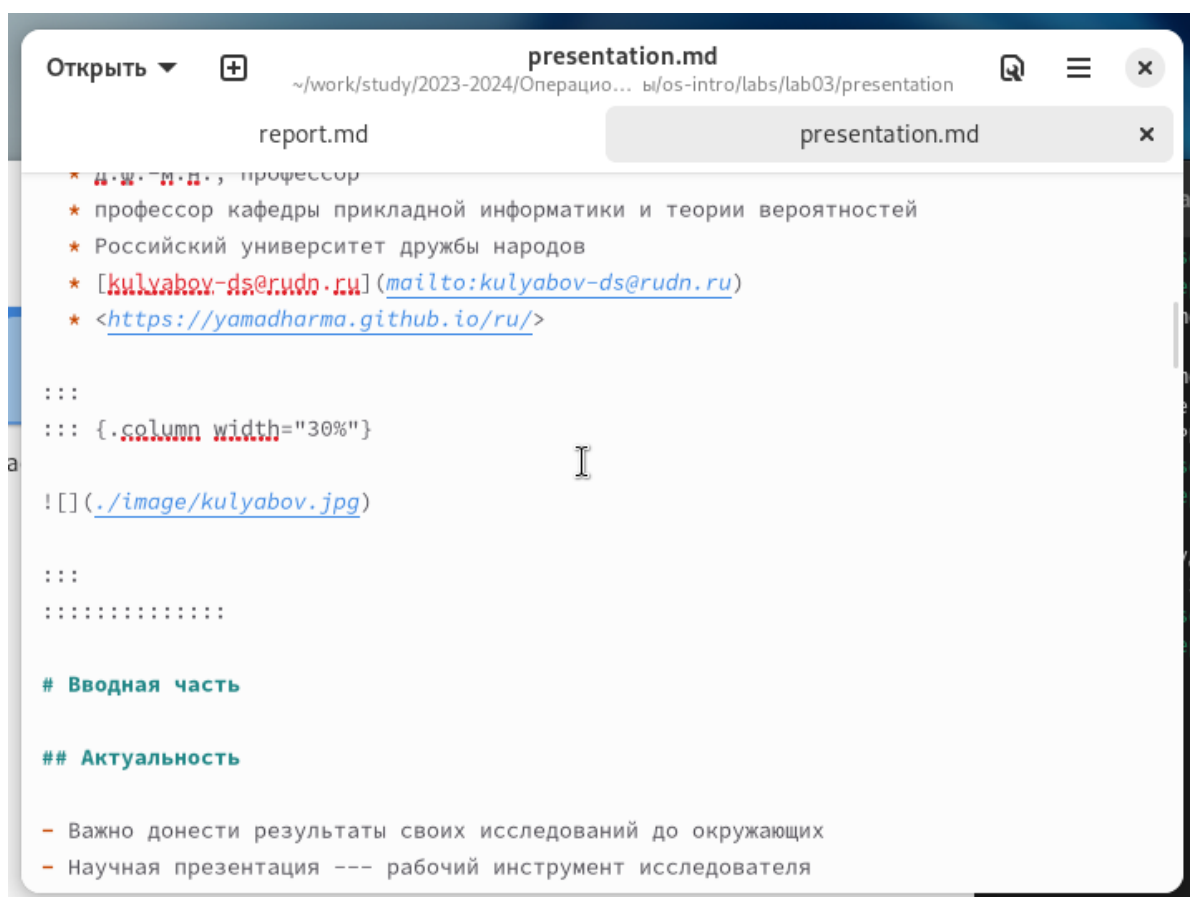 Открыть
presentation.md
~/work/study/2023-2024/Операцио… ы/os-intro/labs/lab03/presentation
report.md
presentation.md
* д.ф.-м.н., профессор
* профессор кафедры прикладной информатики и теории вероятностей
* Российский университет дружбы народов
* [kulyabov-ds@rudn.ru](mailto:kulyabov-ds@rudn.ru)
* <https://yamadharma.github.io/ru/>
:::
::: {.column width="30%"}
![](./image/kulyabov.jpg)
:::
::::::::::::::
# Вводная часть
## Актуальность
- Важно донести результаты своих исследований до окружающих
- Научная презентация --- рабочий инструмент исследователя